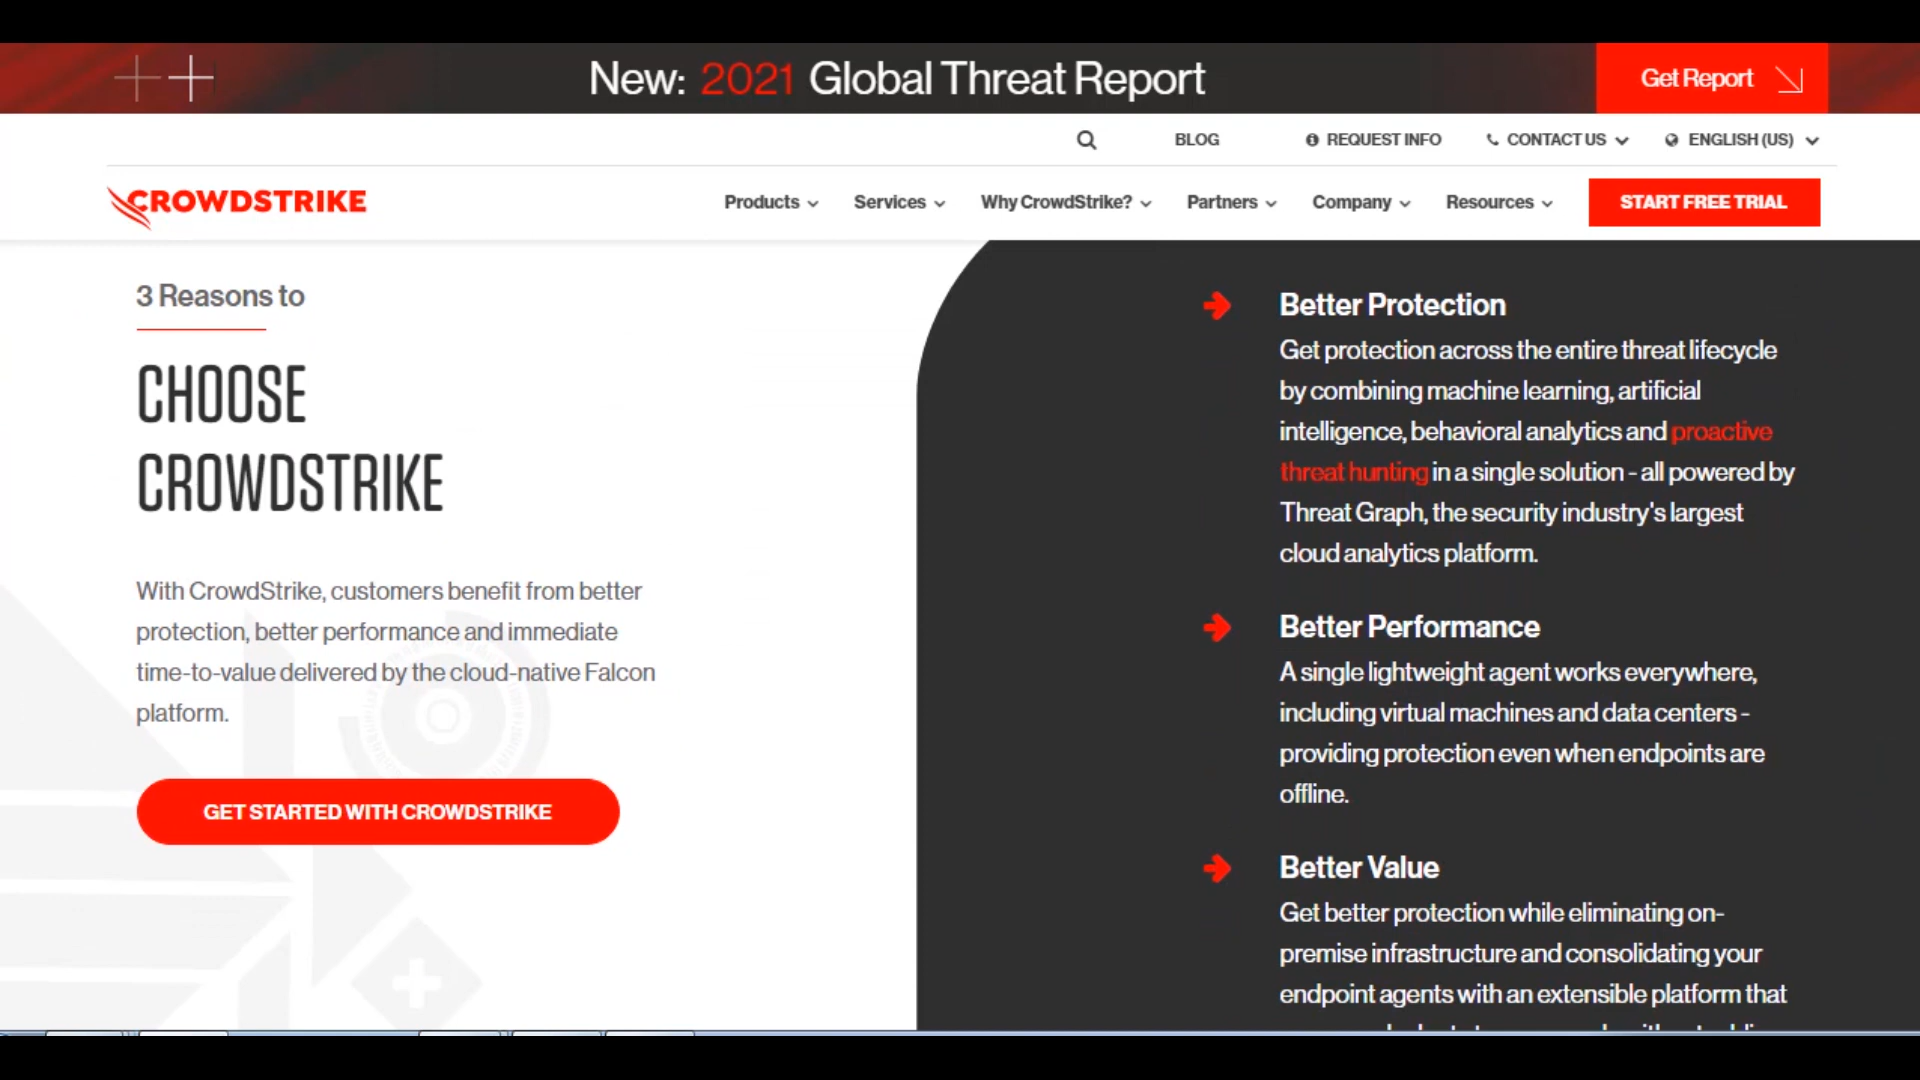 New: 2021 Global Threat Report
Get Report
BLOG
REQUEST INFO
CONTACT US
ENGLISH (US)
CROWDSTRIKE
Products
Services
Why CrowdStrike?
Partners
Company
Resources
START FREE TRIAL
3 Reasons to
CHOOSE
CROWDSTRIKE
With CrowdStrike, customers benefit from better
protection, better performance and immediate
time-to-value delivered by the cloud-native Falcon
platform.
GET STARTED WITH CROWDSTRIKE
Better Protection
Get protection across the entire threat lifecycle
by combining machine learning, artificial
intelligence, behavioral analytics and proactive
threat hunting in a single solution - all powered by
Threat Graph, the security industry's largest
cloud analytics platform.
Better Performance
A single lightweight agent works everywhere,
including virtual machines and data centers -
providing protection even when endpoints are
offline.
Better Value
Get better protection while eliminating on-
premise infrastructure and consolidating your
endpoint agents with an extensible platform that